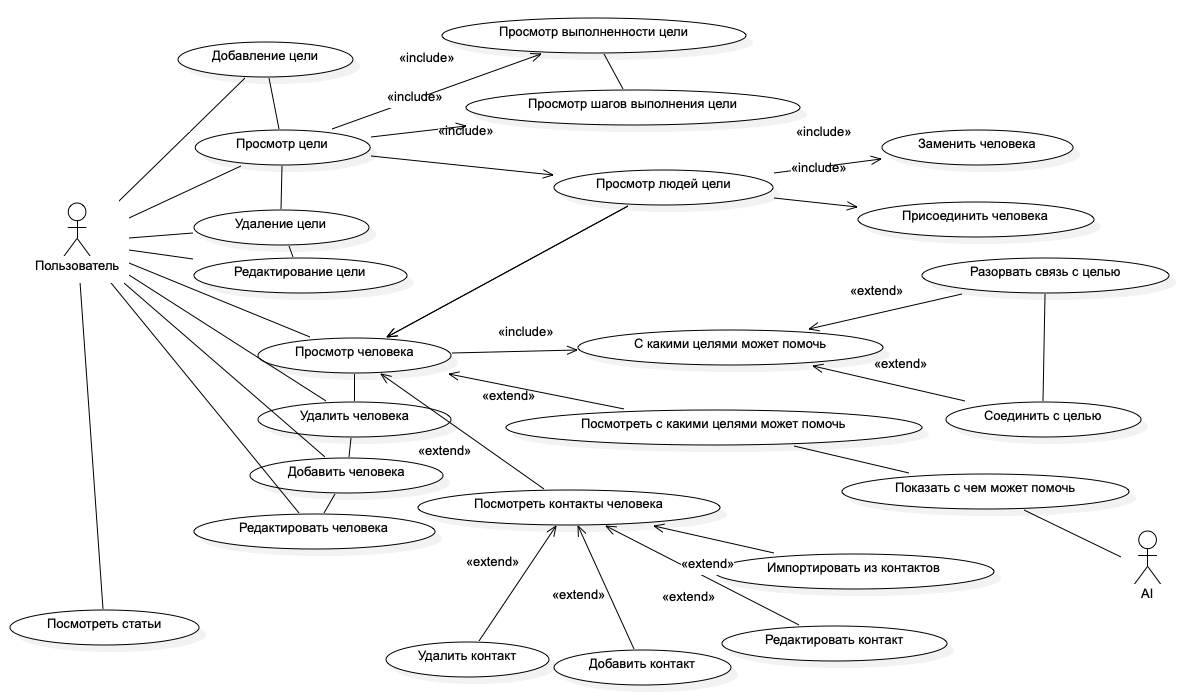 Просмотр выполненности цели
Добавление цели
«include»
«include»
Просмотр шагов выполнения цели
«include»
«include»
Просмотр цели
Заменить человека
«include»
Просмотр людей цели
Удаление цели
Присоединить человека
Пользователь
Редактирование цели
Разорвать связь с целью
«extend»
«include»
Просмотр человека
С какими целями может помочь
«extend»
«extend»
Удалить человека
Соединить с целью
Посмотреть с какими целями может помочь
«extend»
Добавить человека
Показать с чем может помочь
Посмотреть контакты человека
Редактировать человека
«extend»
«extend»
Импортировать из контактов
AI
«extend»
«extend»
Посмотреть статьи
Редактировать контакт
Удалить контакт
Добавить контакт